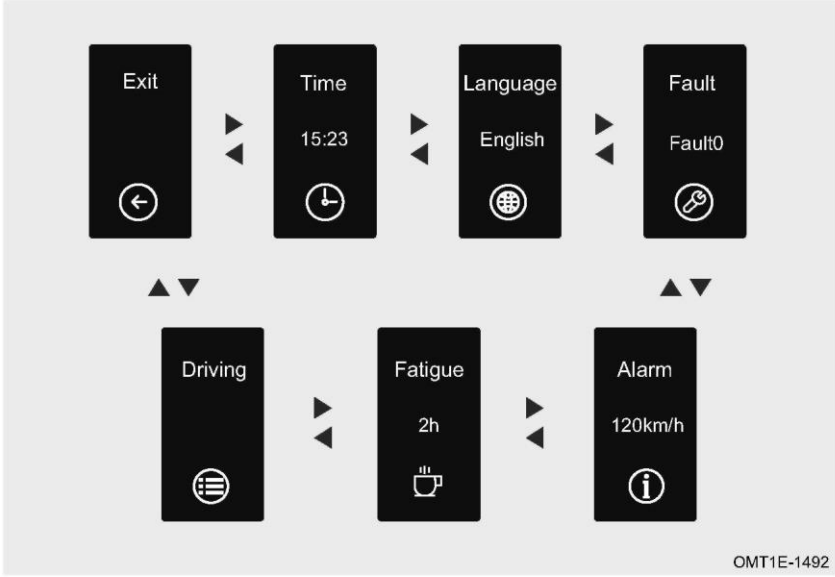 Exit
Time
15:23
Language
English
Fault
Fault0
Driving
Fatigue
2h
Alarm
120km/h
OMT1E-1492